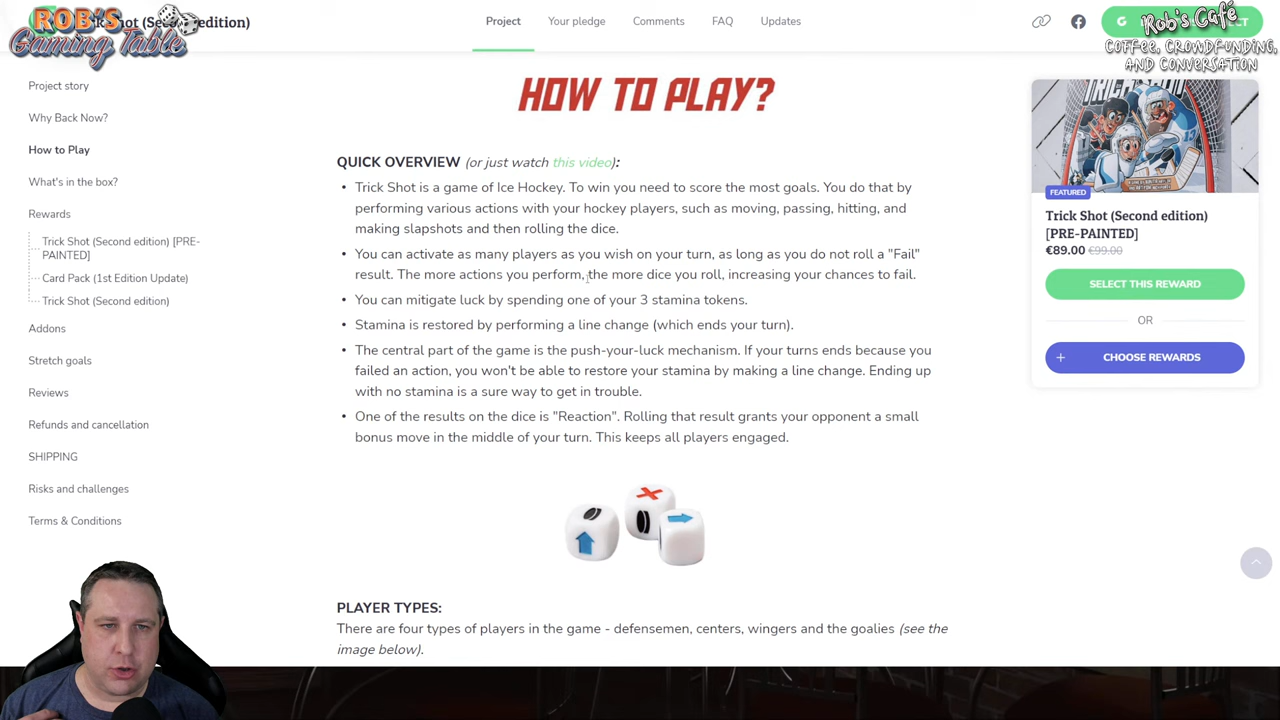 Trick Shot (Second edition)
ROB'S
Gaming Table
Project
Your pledge
Comments
FAQ
Updates
Rob's Café
COFFEE, CROWDFUNDING,
AND CONVERSATION
Project story
Why Back Now?
How to Play
What's in the box?
Rewards
Trick Shot (Second edition) [PRE-
PAINTED]
Card Pack (1st Edition Update)
Trick Shot (Second edition)
Addons
Stretch goals
Reviews
Refunds and cancellation
SHIPPING
Risks and challenges
Terms & Conditions
HOW TO PLAY?
QUICK OVERVIEW (or just watch this video):
• Trick Shot is a game of Ice Hockey. To win you need to score the most goals. You do that by
performing various actions with your hockey players, such as moving, passing, hitting, and
making slapshots and then rolling the dice.
• You can activate as many players as you wish on your turn, as long as you do not roll a "Fail"
result. The more actions you perform, the more dice you roll, increasing your chances to fail.
• You can mitigate luck by spending one of your 3 stamina tokens.
• Stamina is restored by performing a line change (which ends your turn).
• The central part of the game is the push-your-luck mechanism. If your turns ends because you
failed an action, you won't be able to restore your stamina by making a line change. Ending up
with no stamina is a sure way to get in trouble.
• One of the results on the dice is "Reaction". Rolling that result grants your opponent a small
bonus move in the middle of your turn. This keeps all players engaged.
PLAYER TYPES:
There are four types of players in the game - defensemen, centers, wingers and the goalies (see the
image below).
TRICK SHOT
FEATURED
Trick Shot (Second edition)
[PRE-PAINTED]
€89.00 €99.00
SELECT THIS REWARD
OR
+ CHOOSE REWARDS